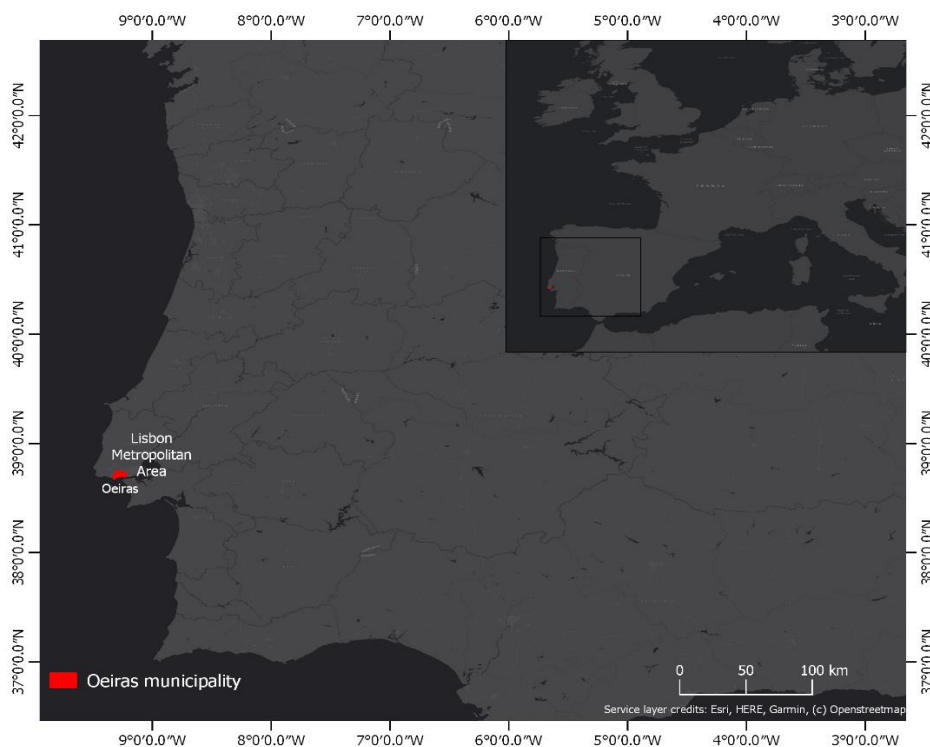 9°0'0.0"W 8°0'0.0"W 7°0'0.0"W 6°0'0.0"W 5°0'0.0"W 4°0'0.0"W 3°0'0.0"W
42°0'0.0"N 42°0'0.0"N
41°0'0.0"N 41°0'0.0"N
40°0'0.0"N 40°0'0.0"N
39°0'0.0"N 39°0'0.0"N
Lisbon
Metropolitan
Area
Oeiras
38°0'0.0"N 38°0'0.0"N
37°0'0.0"N 37°0'0.0"N
Oeiras municipality
0 50 100 km
Service layer credits: Esri, HERE, Garmin, (c) Openstreetmap
9°0'0.0"W 8°0'0.0"W 7°0'0.0"W 6°0'0.0"W 5°0'0.0"W 4°0'0.0"W 3°0'0.0"W